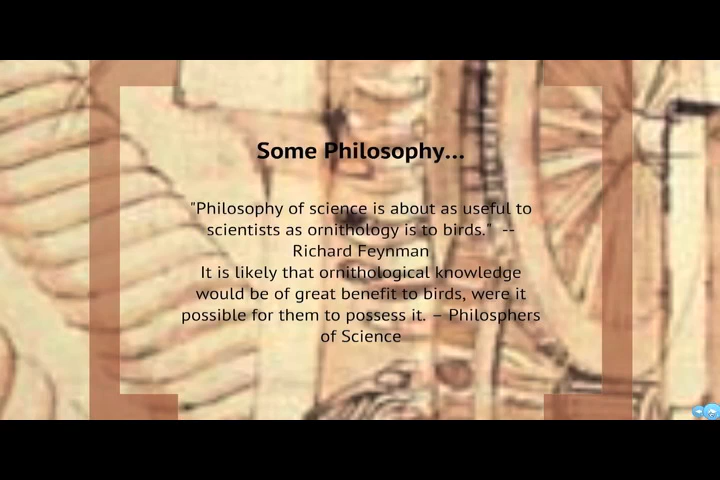 Some Philosophy...
"Philosophy of science is about as useful to
scientists as ornithology is to birds."  --
Richard Feynman
It is likely that ornithological knowledge
would be of great benefit to birds, were it
possible for them to possess it. – Philosphers
of Science